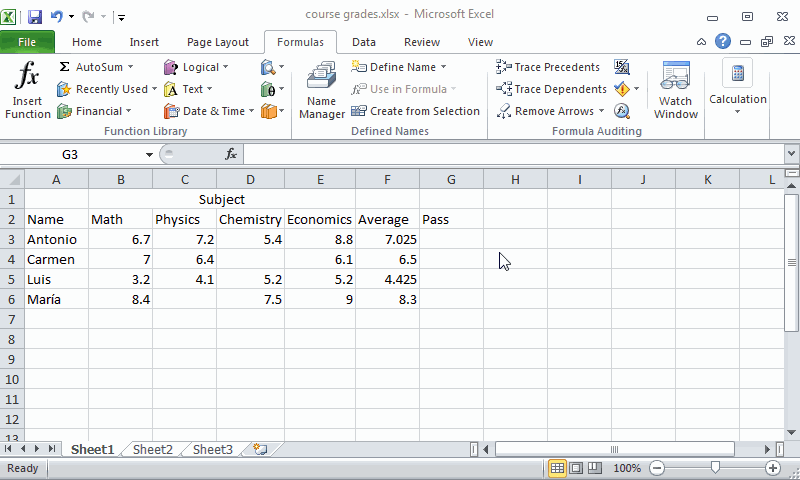 course grades.xlsx - Microsoft Excel
File Home Insert Page Layout Formulas Data Review View
Insert Function
Σ AutoSum
Recently Used
Financial
Logical
Text
Date & Time
Function Library
Name Manager
Define Name
Use in Formula
Create from Selection
Defined Names
Trace Precedents
Trace Dependents
Remove Arrows
Formula Auditing
Watch Window
Calculation
G3 fx
A B C D E F G H I J K L
1 Subject
2 Name Math Physics Chemistry Economics Average Pass
3 Antonio 6.7 7.2 5.4 8.8 7.025
4 Carmen 7 6.4 6.1 6.5
5 Luis 3.2 4.1 5.2 5.2 4.425
6 María 8.4 7.5 9 8.3
7
8
9
10
11
12
13
Sheet1 Sheet2 Sheet3
Ready 100%